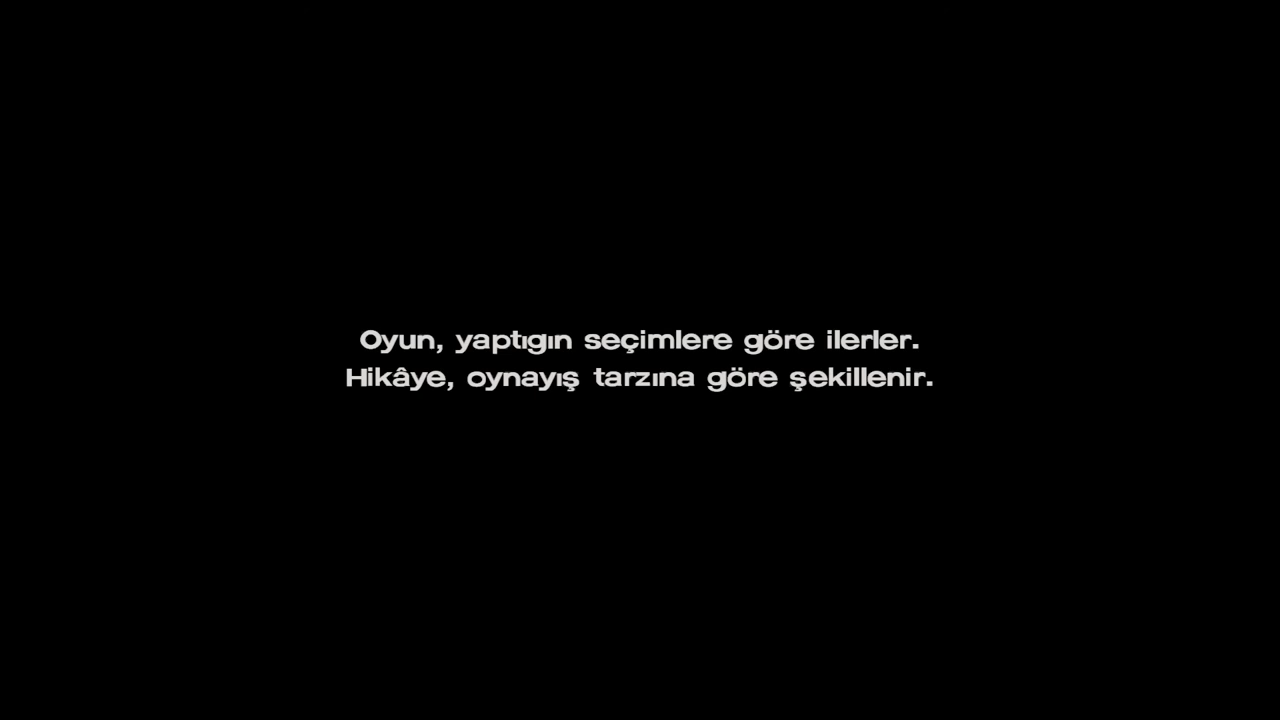 Oyun, yaptıgın seçimlere göre ilerler.
Hikâye, oynayış tarzına göre şekillenir.